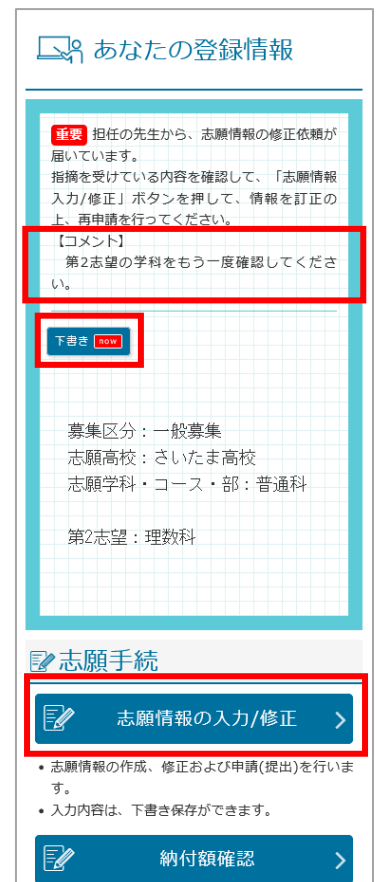 あなたの登録情報
重要 担任の先生から、志願情報の修正依頼が
届いています。
指摘を受けている内容を確認して、「志願情報
入力/修正」ボタンを押して、情報を訂正の
上、再申請を行ってください。
【コメント】
　第2志望の学科をもう一度確認してくださ
い。
下書き now
募集区分：一般募集
志願高校：さいたま高校
志願学科・コース・部：普通科
第2志望：理数科
志願手続
志願情報の入力/修正
• 志願情報の作成、修正および申請(提出)を行いま
す。
• 入力内容は、下書き保存ができます。
納付額確認